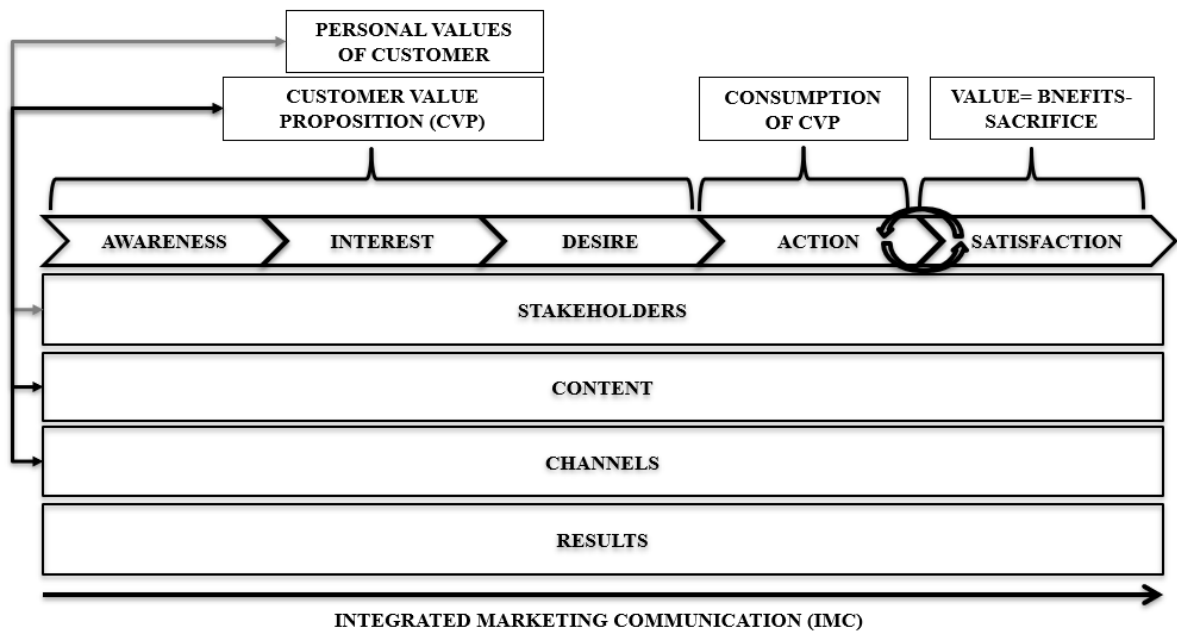 PERSONAL VALUES
OF CUSTOMER
CUSTOMER VALUE
PROPOSITION (CVP)
CONSUMPTION
OF CVP
VALUE= BNEFITS-
SACRIFICE
AWARENESS
INTEREST
DESIRE
ACTION
SATISFACTION
STAKEHOLDERS
CONTENT
CHANNELS
RESULTS
INTEGRATED MARKETING COMMUNICATION (IMC)